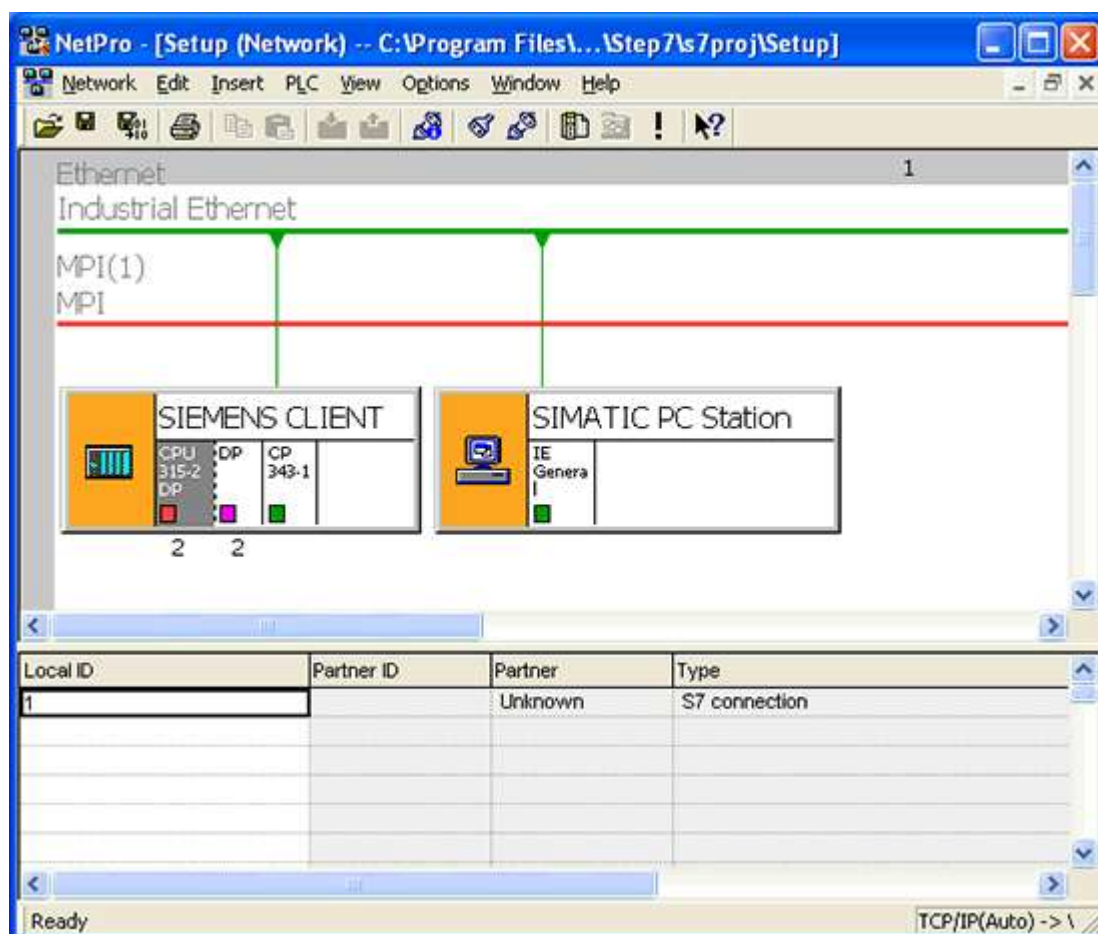 NetPro - [Setup (Network) -- C:\Program Files\...\Step7\s7proj\Setup]
Network Edit Insert PLC View Options Window Help
Ethernet 1
Industrial Ethernet
MPI(1)
MPI
SIEMENS CLIENT
CPU 315-2 DP
DP
CP 343-1
2 2
SIMATIC PC Station
IE Genera l
Local ID Partner ID Partner Type
1 Unknown S7 connection
Ready TCP/IP(Auto) -> \